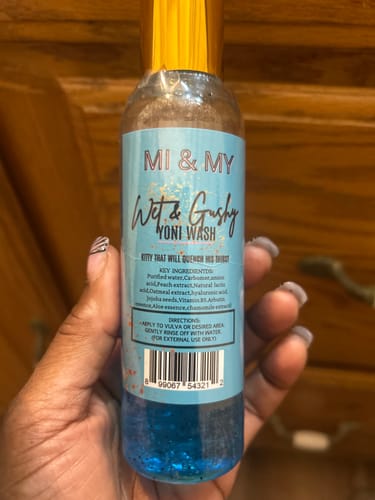 MI & MY
Wet & Gushy
YONI WASH
KITTY THAT WILL QUENCH HIS THIRST
KEY INGREDIENTDS:
Purified water,Carbomer,amino
acid,Peach extract,Natural lactic
acid,Oatmeal extract,hyaluronic acid,
Jojoba seeds,Vitamin B5,Arbutin
essence,Aloe essence,chamomile extract
DIRECTIONS:
APPLY TO VULVA OR DESIRED AREA.
GENTLY RINSE OFF WITH WATER.
(FOR EXTERNAL USE ONLY)
8 99067 54321 2